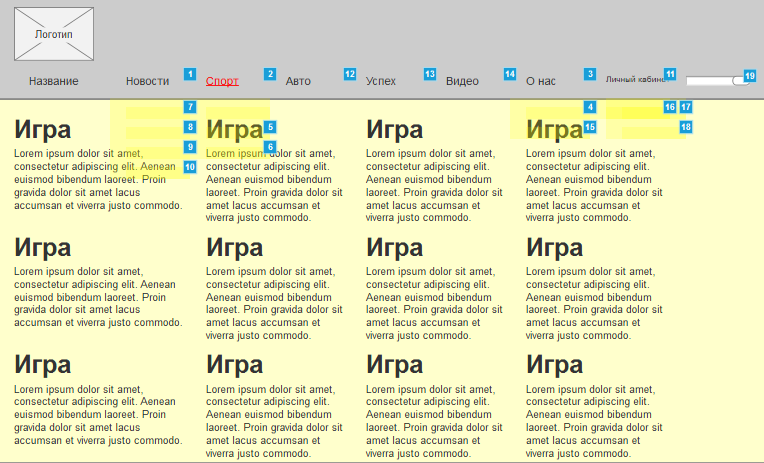 Логотип
1
2
12
13
14
3
11
19
Название
Новости
Спорт
Авто
Успех
Видео
О нас
Личный кабине
7
8
9
10
5
6
4
15
16
17
18
Игра
Lorem ipsum dolor sit amet,
consectetur adipiscing elit. Aenean
euismod bibendum laoreet. Proin
gravida dolor sit amet lacus
accumsan et viverra justo commodo.
Игра
Lorem ipsum dolor sit amet,
consectetur adipiscing elit.
Aenean euismod bibendum
laoreet. Proin gravida dolor sit
amet lacus accumsan et
viverra justo commodo.
Игра
Lorem ipsum dolor sit amet,
consectetur adipiscing elit.
Aenean euismod bibendum
laoreet. Proin gravida dolor sit
amet lacus accumsan et
viverra justo commodo.
Игра
Lorem ipsum dolor sit amet,
consectetur adipiscing elit.
Aenean euismod bibendum
laoreet. Proin gravida dolor sit
amet lacus accumsan et
viverra justo commodo.
Игра
Lorem ipsum dolor sit amet,
consectetur adipiscing elit. Aenean
euismod bibendum laoreet. Proin
gravida dolor sit amet lacus
accumsan et viverra justo commodo.
Игра
Lorem ipsum dolor sit amet,
consectetur adipiscing elit.
Aenean euismod bibendum
laoreet. Proin gravida dolor sit
amet lacus accumsan et
viverra justo commodo.
Игра
Lorem ipsum dolor sit amet,
consectetur adipiscing elit.
Aenean euismod bibendum
laoreet. Proin gravida dolor sit
amet lacus accumsan et
viverra justo commodo.
Игра
Lorem ipsum dolor sit amet,
consectetur adipiscing elit.
Aenean euismod bibendum
laoreet. Proin gravida dolor sit
amet lacus accumsan et
viverra justo commodo.
Игра
Lorem ipsum dolor sit amet,
consectetur adipiscing elit. Aenean
euismod bibendum laoreet. Proin
gravida dolor sit amet lacus
accumsan et viverra justo commodo.
Игра
Lorem ipsum dolor sit amet,
consectetur adipiscing elit.
Aenean euismod bibendum
laoreet. Proin gravida dolor sit
amet lacus accumsan et
viverra justo commodo.
Игра
Lorem ipsum dolor sit amet,
consectetur adipiscing elit.
Aenean euismod bibendum
laoreet. Proin gravida dolor sit
amet lacus accumsan et
viverra justo commodo.
Игра
Lorem ipsum dolor sit amet,
consectetur adipiscing elit.
Aenean euismod bibendum
laoreet. Proin gravida dolor sit
amet lacus accumsan et
viverra justo commodo.